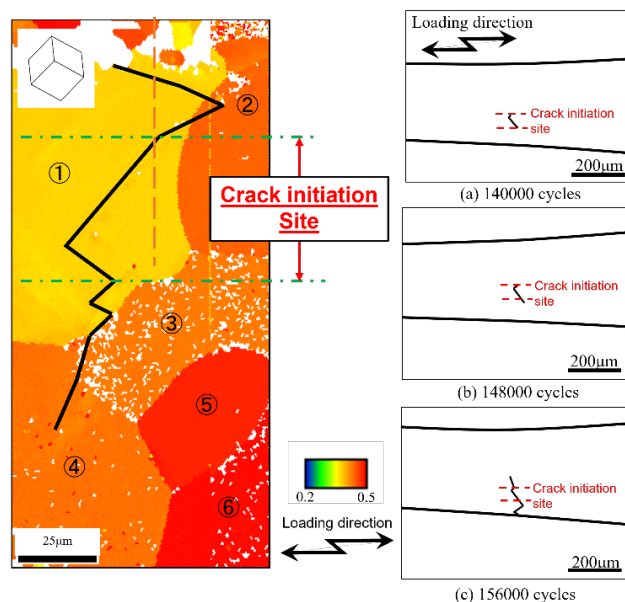 ①
②
Crack initiation
Site
③
④
⑤
⑥
25μm
0.2 0.5
Loading direction
Loading direction
Crack initiation
site
200μm
(a) 140000 cycles
Crack initiation
site
200μm
(b) 148000 cycles
Crack initiation
site
200μm
(c) 156000 cycles